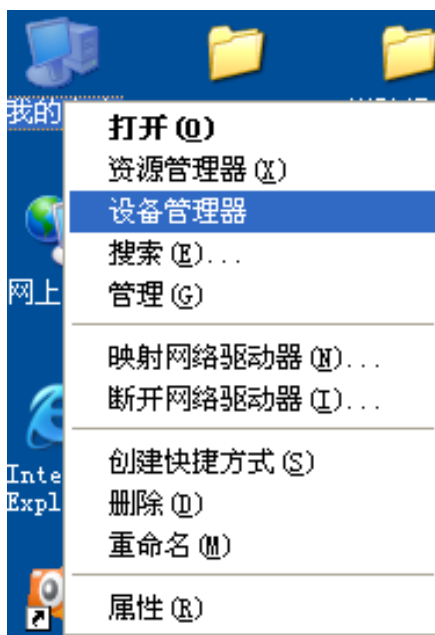 我的
打开(O)
资源管理器(X)
设备管理器
搜索(E)...
管理(G)
网上
映射网络驱动器(N)...
断开网络驱动器(I)...
创建快捷方式(S)
Inte
Expl
删除(D)
重命名(M)
属性(R)